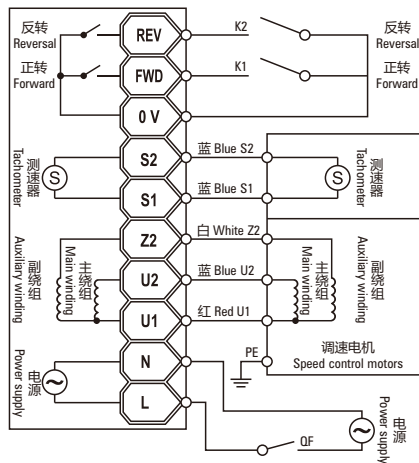 反转
Reversal
REV
K2
反转
Reversal
正转
Forward
FWD
K1
正转
Forward
0 V
测速器
Tachometer
S
S2
蓝 Blue S2
S
测速器
Tachometer
S1
蓝 Blue S1
副绕组
Auxiliary winding
主绕组
Main winding
Z2
白 White Z2
主绕组
Main winding
副绕组
Auxiliary winding
U2
蓝 Blue U2
U1
红 Red U1
PE
调速电机
Speed control motors
电源
Power supply
N
L
QF
电源
Power supply